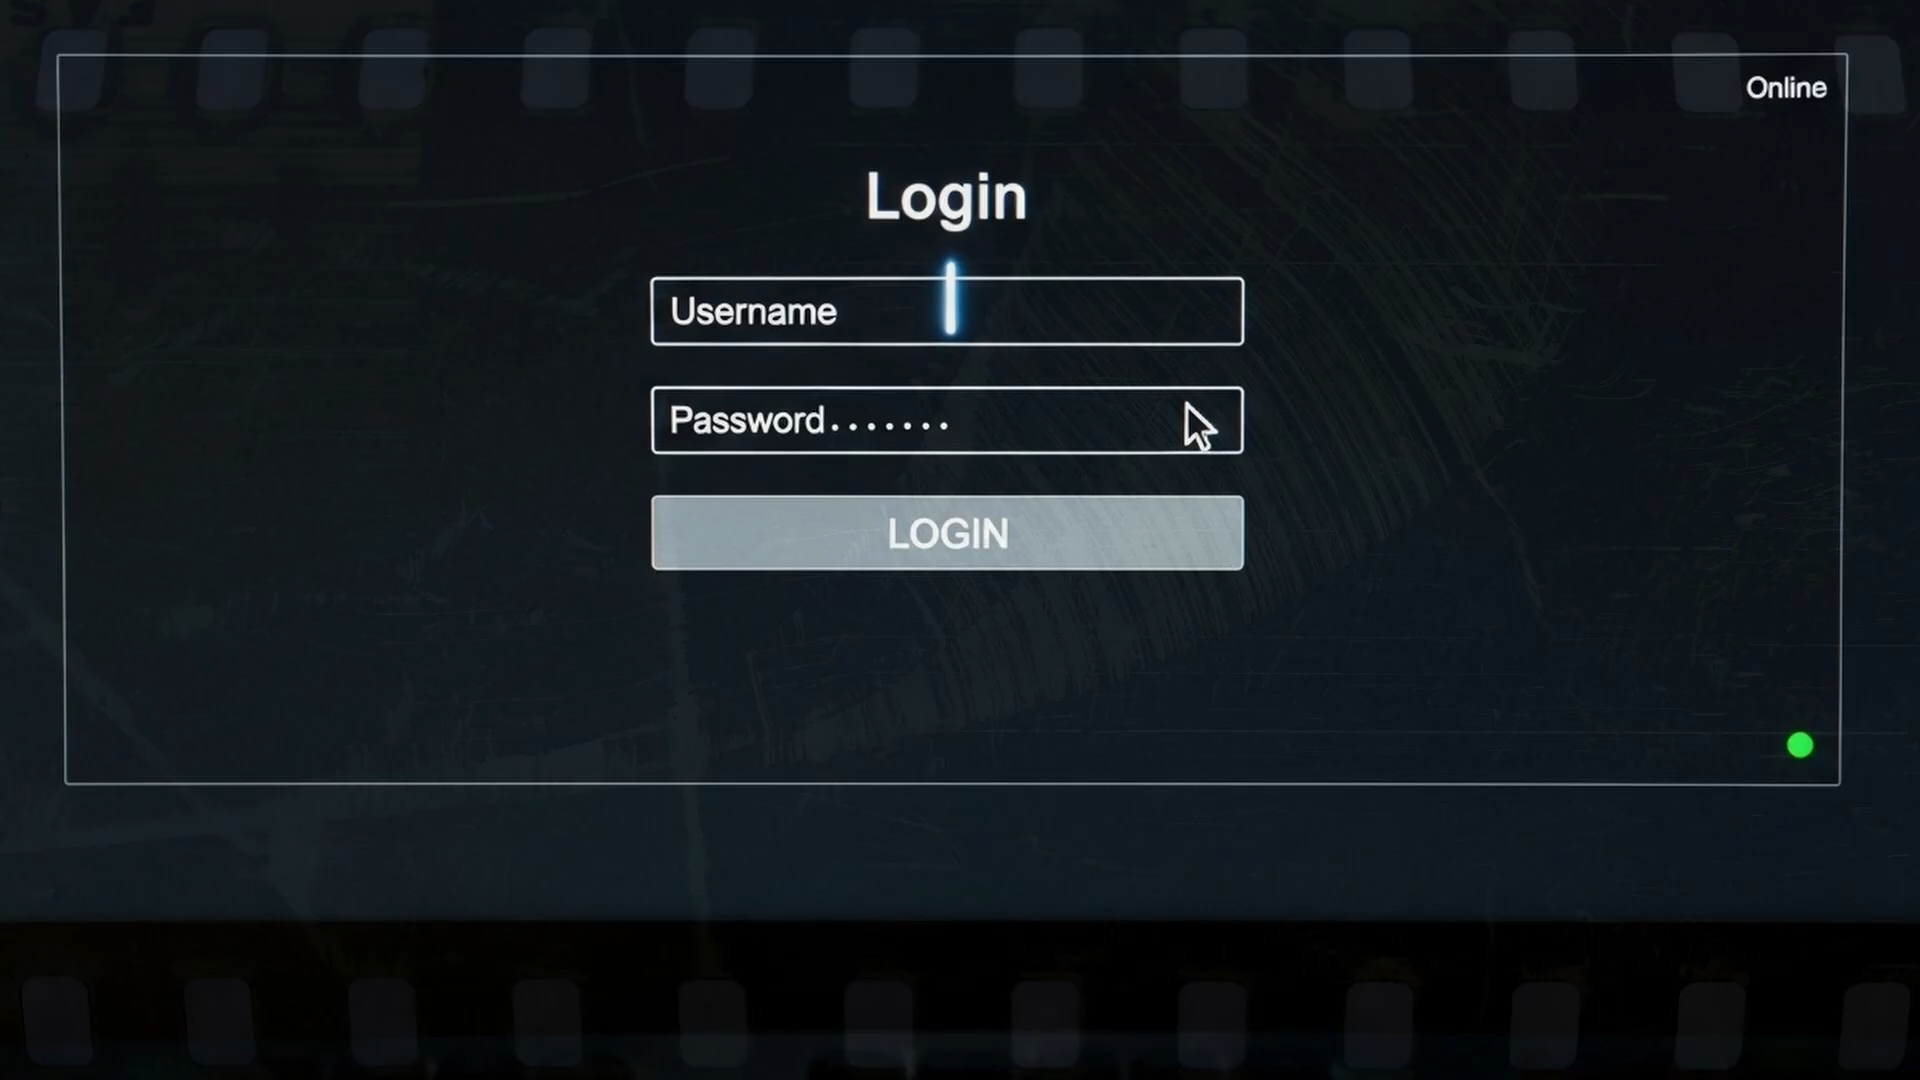 Online
Login
Username
Password.......
LOGIN